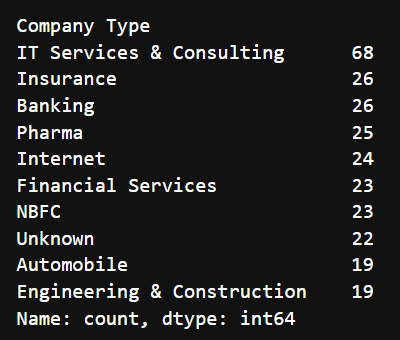 Company Type
IT Services & Consulting 68
Insurance 26
Banking 26
Pharma 25
Internet 24
Financial Services 23
NBFC 23
Unknown 22
Automobile 19
Engineering & Construction 19
Name: count, dtype: int64